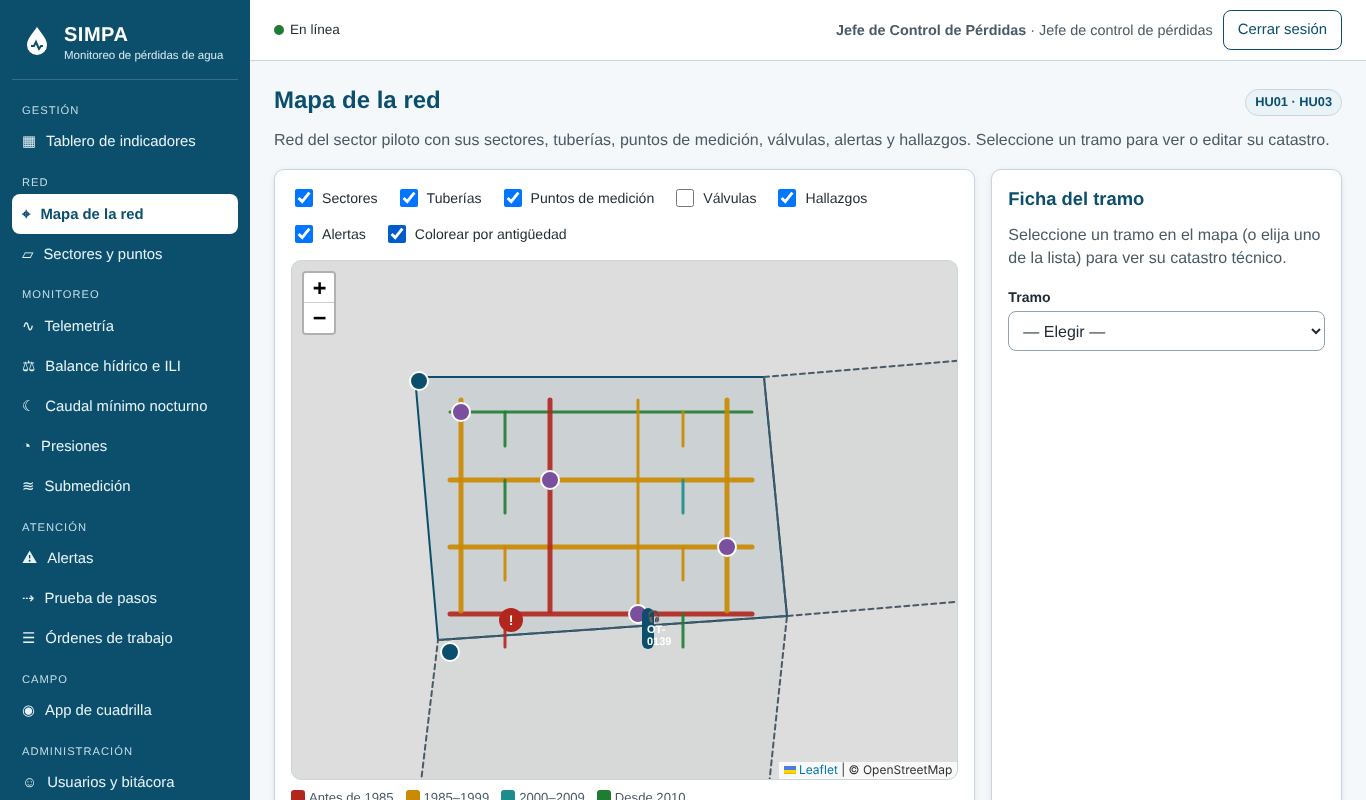 SIMPA
Monitoreo de pérdidas de agua
GESTIÓN
Tablero de indicadores
RED
Mapa de la red
Sectores y puntos
MONITOREO
Telemetría
Balance hídrico e ILI
Caudal mínimo nocturno
Presiones
Submedición
ATENCIÓN
Alertas
Prueba de pasos
Órdenes de trabajo
CAMPO
App de cuadrilla
ADMINISTRACIÓN
Usuarios y bitácora
En línea
Jefe de Control de Pérdidas · Jefe de control de pérdidas
Cerrar sesión
Mapa de la red
HU01 · HU03
Red del sector piloto con sus sectores, tuberías, puntos de medición, válvulas, alertas y hallazgos. Seleccione un tramo para ver o editar su catastro.
Sectores Tuberías Puntos de medición Válvulas Hallazgos
Alertas Colorear por antigüedad
+
−
!
OT-
0139
Leaflet | © OpenStreetMap
Antes de 1985 1985–1999 2000–2009 Desde 2010
Ficha del tramo
Seleccione un tramo en el mapa (o elija uno
de la lista) para ver su catastro técnico.
Tramo
— Elegir —